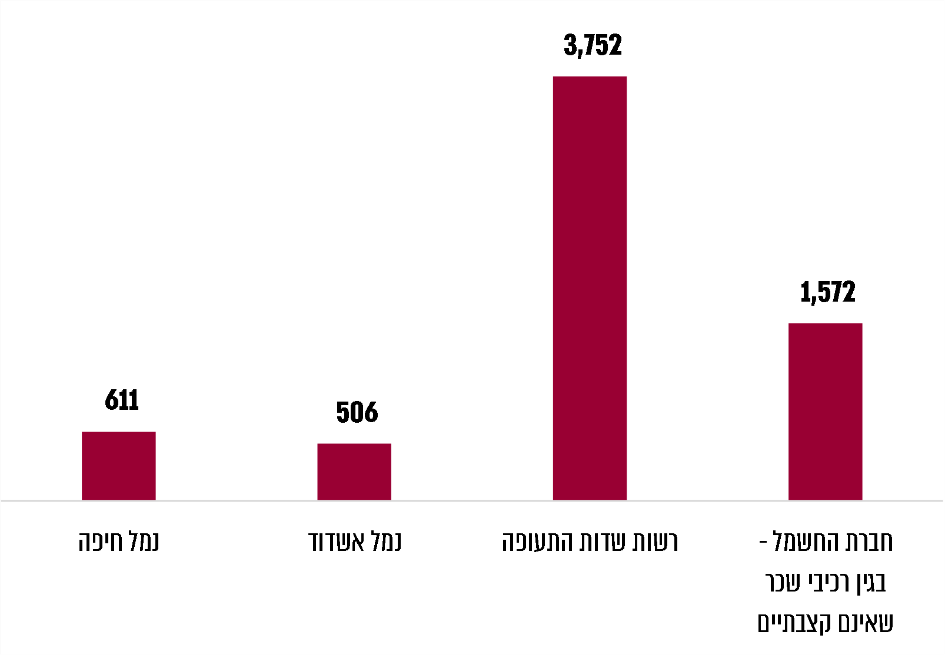 3,752
1,572
611
506
חברת החשמל -
בגין רכיבי שכר
שאינם קצבתיים
רשות שדות התעופה
נמל אשדוד
נמל חיפה